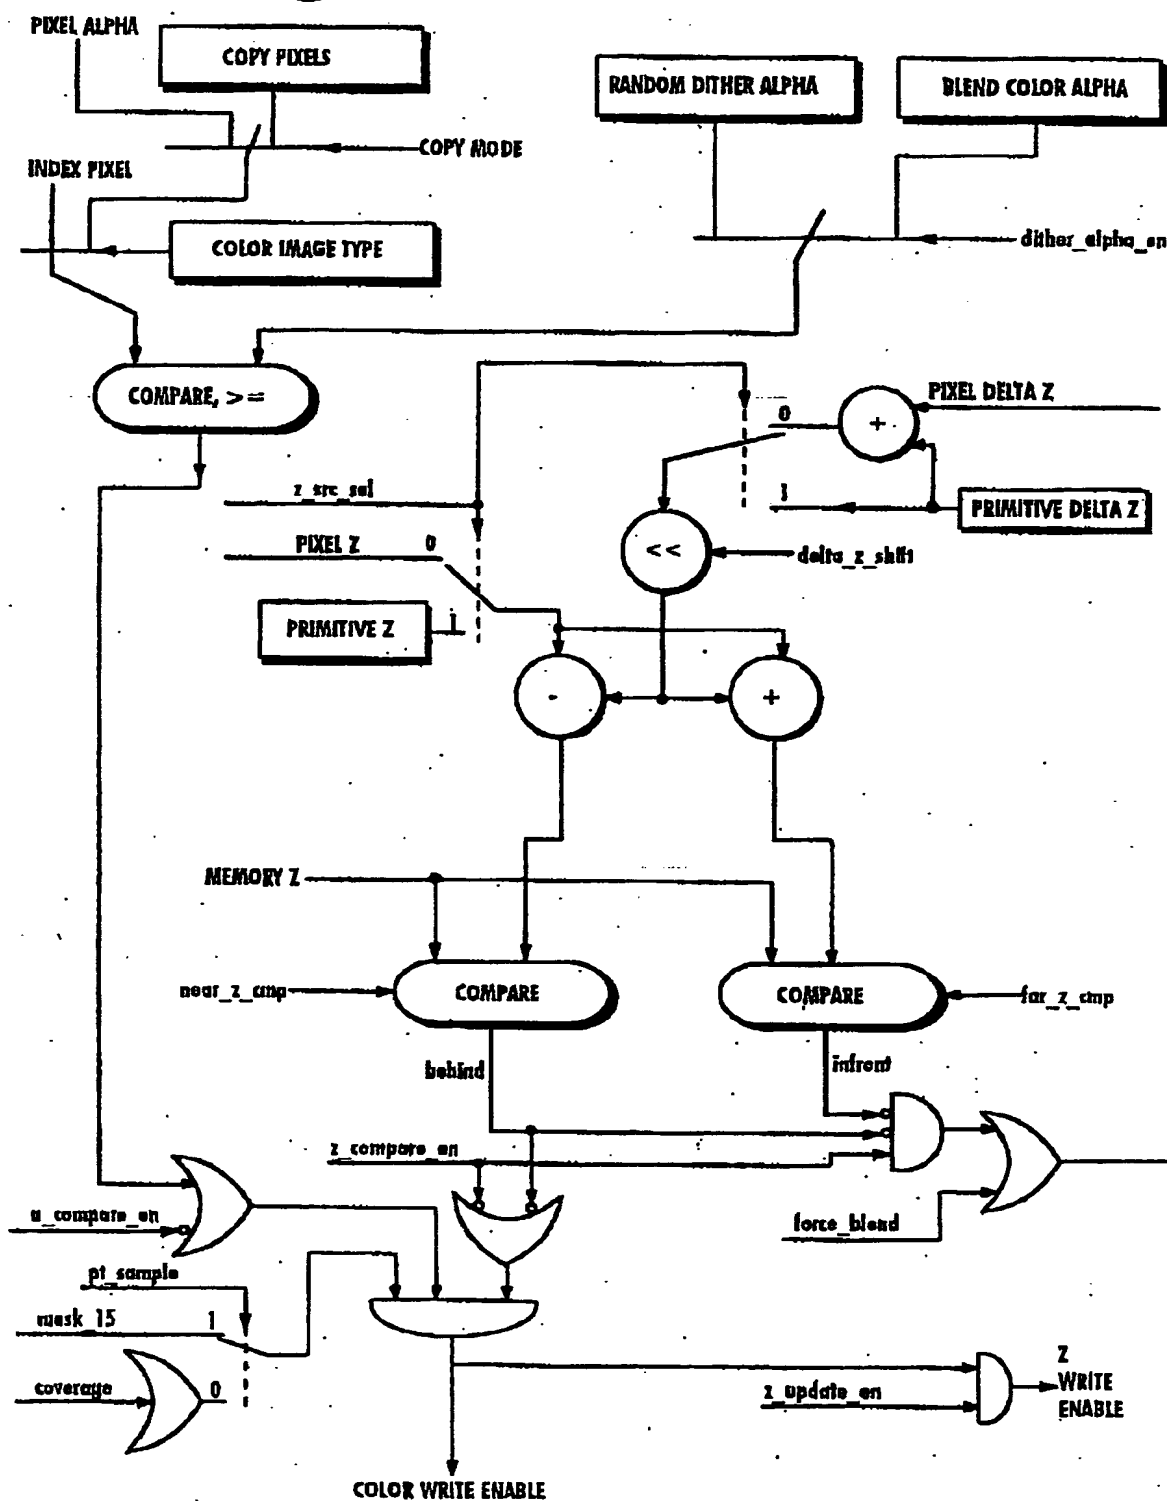 PIXEL ALPHA
COPY PIXELS
RANDOM DITHER ALPHA
BLEND COLOR ALPHA
COPY MODE
INDEX PIXEL
COLOR IMAGE TYPE
dither_alpha_en
COMPARE, >=
PIXEL DELTA Z
0
+
z_src_sel
1
PRIMITIVE DELTA Z
PIXEL Z
0
<<
delta_z_shift
PRIMITIVE Z
1
-
+
MEMORY Z
near_z_cmp
COMPARE
COMPARE
far_z_cmp
behind
infront
z_compare_en
a_compare_en
force_blend
pt_sample
mask_15
1
coverage
0
z_update_en
Z
WRITE
ENABLE
COLOR WRITE ENABLE